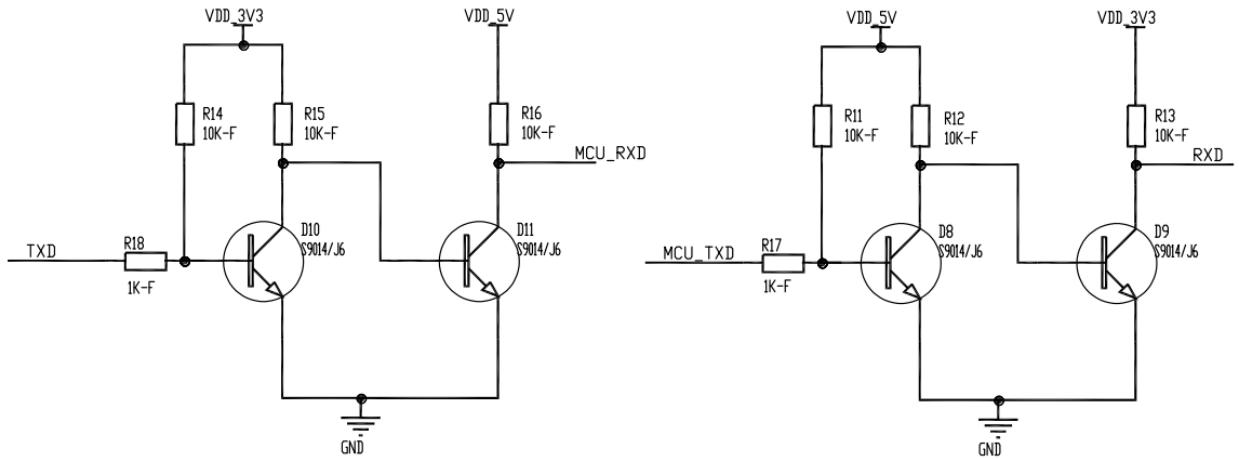 VDD_3V3
VDD_5V
R14
10K-F
R15
10K-F
R16
10K-F
MCU_RXD
D10
S9014/J6
D11
S9014/J6
TXD
R18
1K-F
GND
VDD_5V
VDD_3V3
R11
10K-F
R12
10K-F
R13
10K-F
RXD
D8
S9014/J6
D9
S9014/J6
MCU_TXD
R17
1K-F
GND